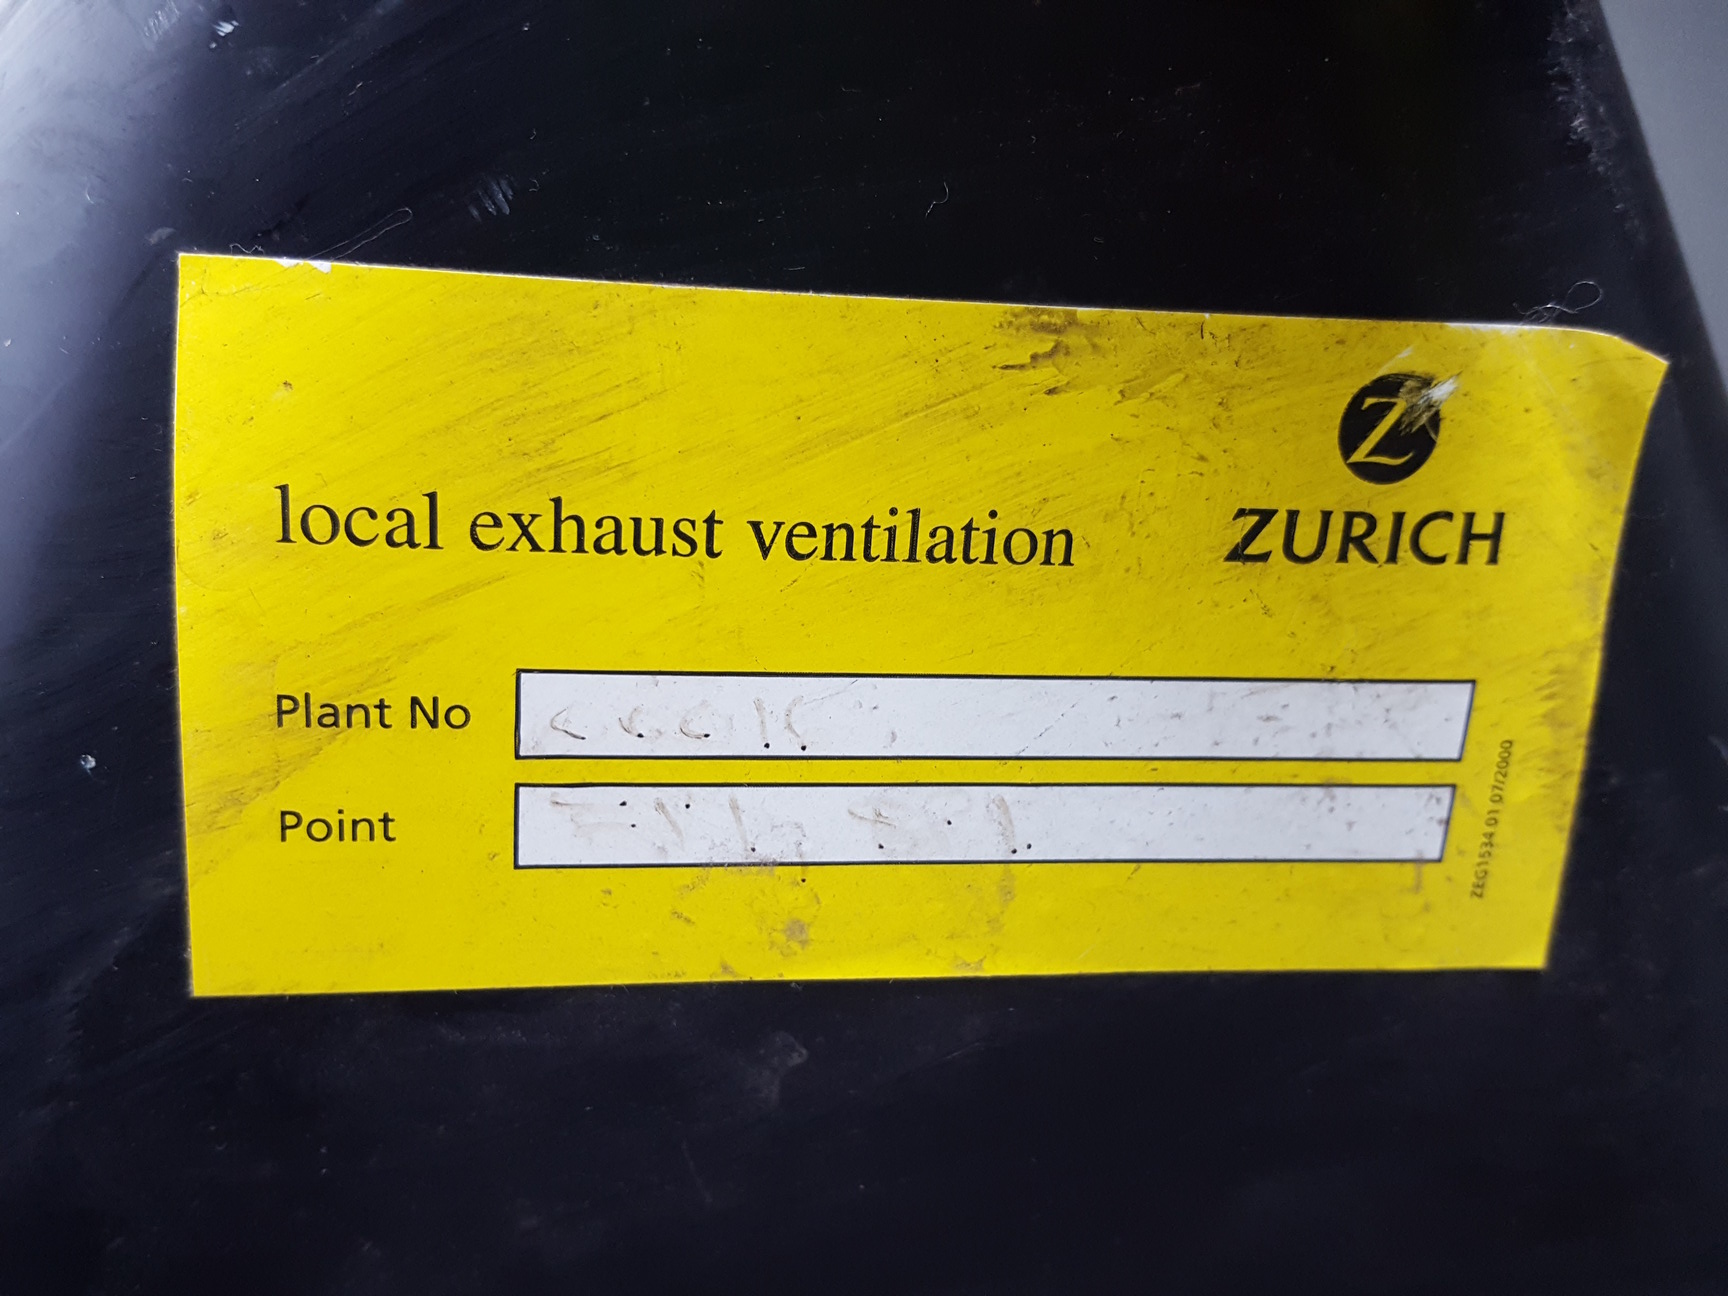 Z
local exhaust ventilation
ZURICH
Plant No
Point
ZEG1534.01 07/2000